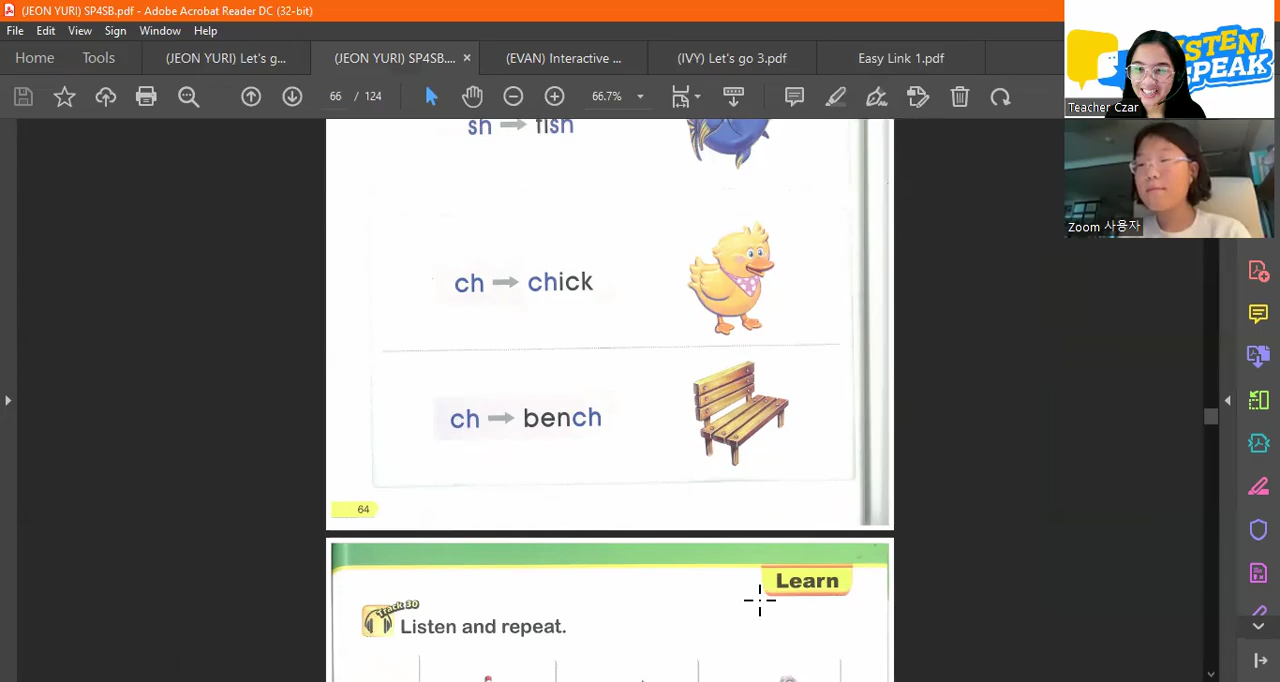 (JEON YURI) SP4SB.pdf - Adobe Acrobat Reader DC (32-bit)
File Edit View Sign Window Help
Home Tools (JEON YURI) Let's g... (JEON YURI) SP4SB.... × (EVAN) Interactive ... (IVY) Let's go 3.pdf Easy Link 1.pdf
66 / 124 66.7%
LISTEN
SPEAK
Teacher Czar
Zoom 사용자
sh → fish
ch → chick
ch → bench
64
Learn
Track 30
Listen and repeat.